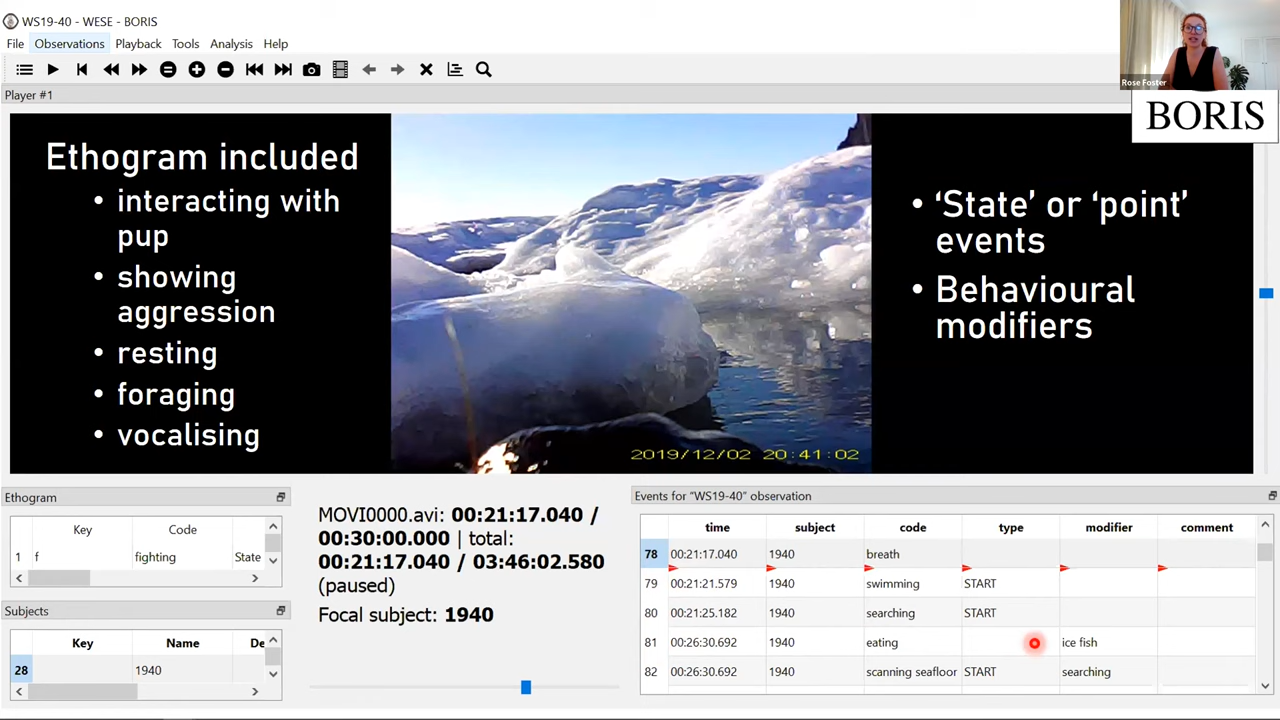 WS19-40 - WESE - BORIS
File Observations Playback Tools Analysis Help
Rose Foster
Player #1
BORIS
Ethogram included
• interacting with
pup
• showing
aggression
• resting
• foraging
• vocalising
2019/12/02 20:41:02
• ‘State’ or ‘point’
events
• Behavioural
modifiers
Ethogram
Key Code
1 f fighting State
Subjects
Key Name De
28 1940
MOVI0000.avi: 00:21:17.040 /
00:30:00.000 | total:
00:21:17.040 / 03:46:02.580
(paused)
Focal subject: 1940
Events for “WS19-40” observation
time subject code type modifier comment
78 00:21:17.040 1940 breath
79 00:21:21.579 1940 swimming START
80 00:21:25.182 1940 searching START
81 00:26:30.692 1940 eating ice fish
82 00:26:30.692 1940 scanning seafloor START searching